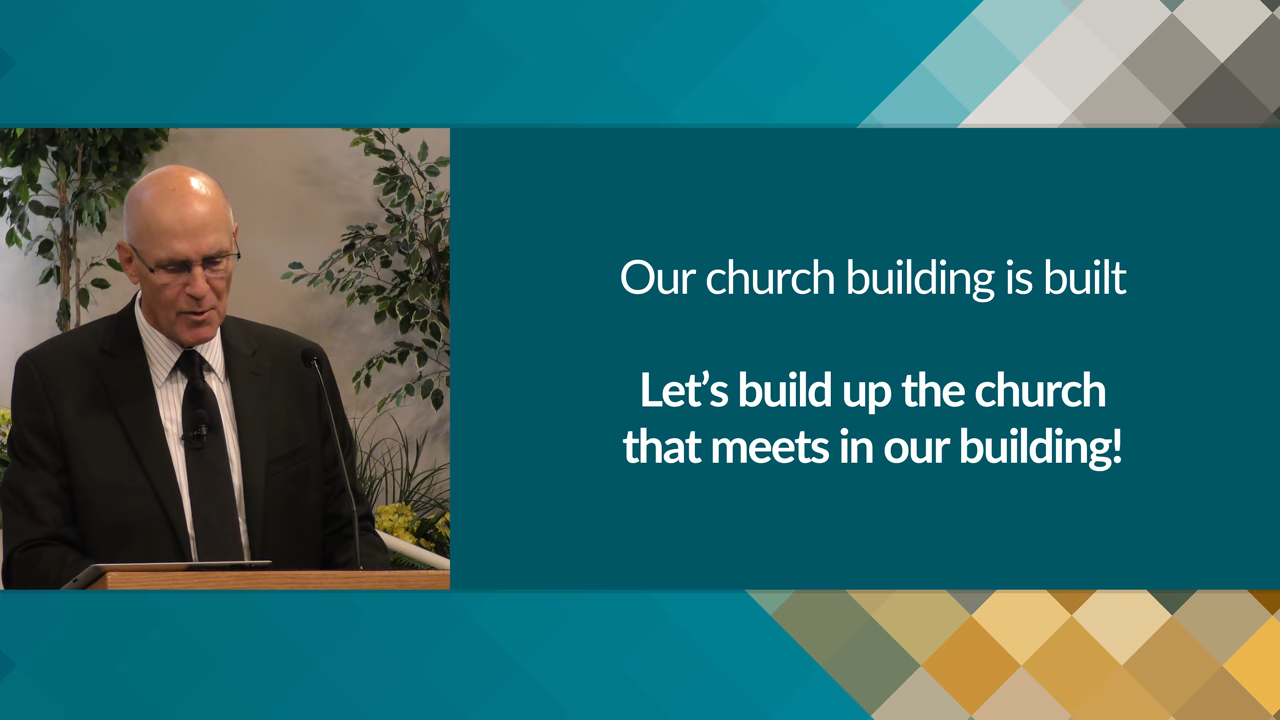 Our church building is built
Let’s build up the church
that meets in our building!